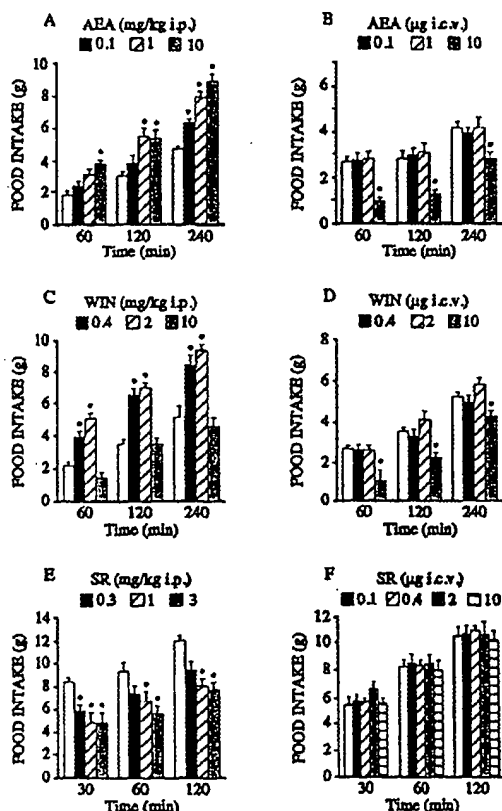 A
AEA (mg/kg i.p.)
0.1 1 10
FOOD INTAKE (g)
10
8
6
4
2
0
60 120 240
Time (min)
B
AEA (µg i.c.v.)
0.1 1 10
FOOD INTAKE (g)
6
4
2
0
60 120 240
Time (min)
C
WIN (mg/kg i.p.)
0.4 2 10
FOOD INTAKE (g)
10
8
6
4
2
0
60 120 240
Time (min)
D
WIN (µg i.c.v.)
0.4 2 10
FOOD INTAKE (g)
8
6
4
2
0
60 120 240
Time (min)
E
SR (mg/kg i.p.)
0.3 1 3
FOOD INTAKE (g)
14
12
10
8
6
4
2
0
30 60 120
Time (min)
F
SR (µg i.c.v.)
0.1 0.4 2 10
FOOD INTAKE (g)
12
10
8
6
4
2
0
30 60 120
Time (min)